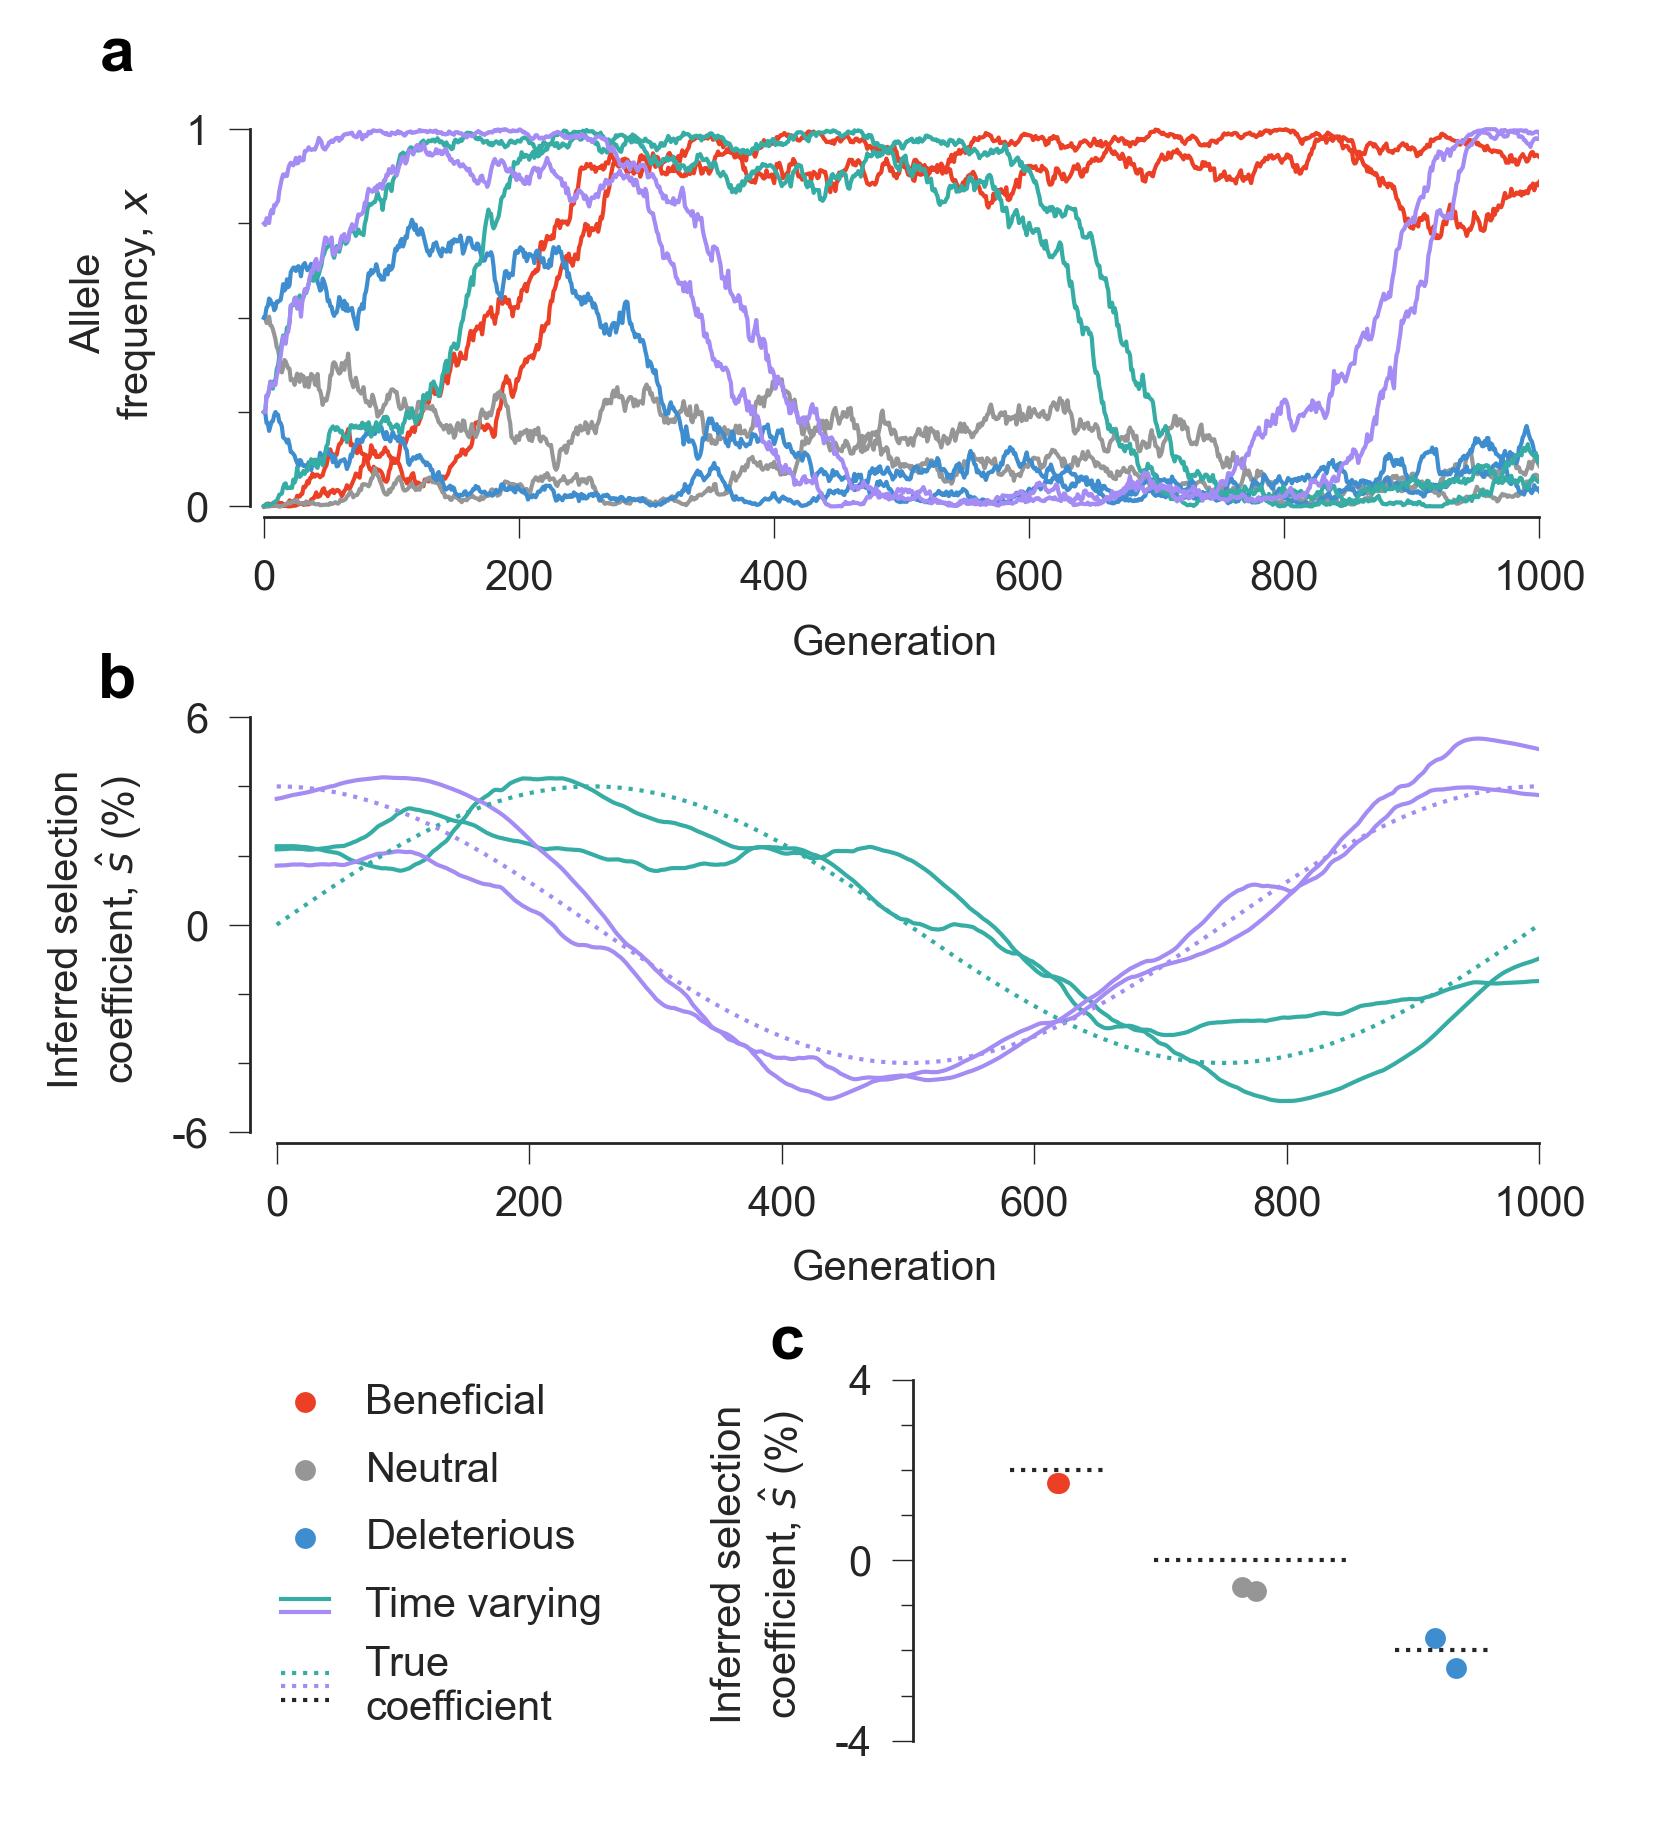 a
1
0
Allele
frequency, x
0 200 400 600 800 1000
Generation
b
6
0
-6
Inferred selection
coefficient, ŝ (%)
0 200 400 600 800 1000
Generation
Beneficial
Neutral
Deleterious
Time varying
True
coefficient
c
4
0
-4
Inferred selection
coefficient, ŝ (%)